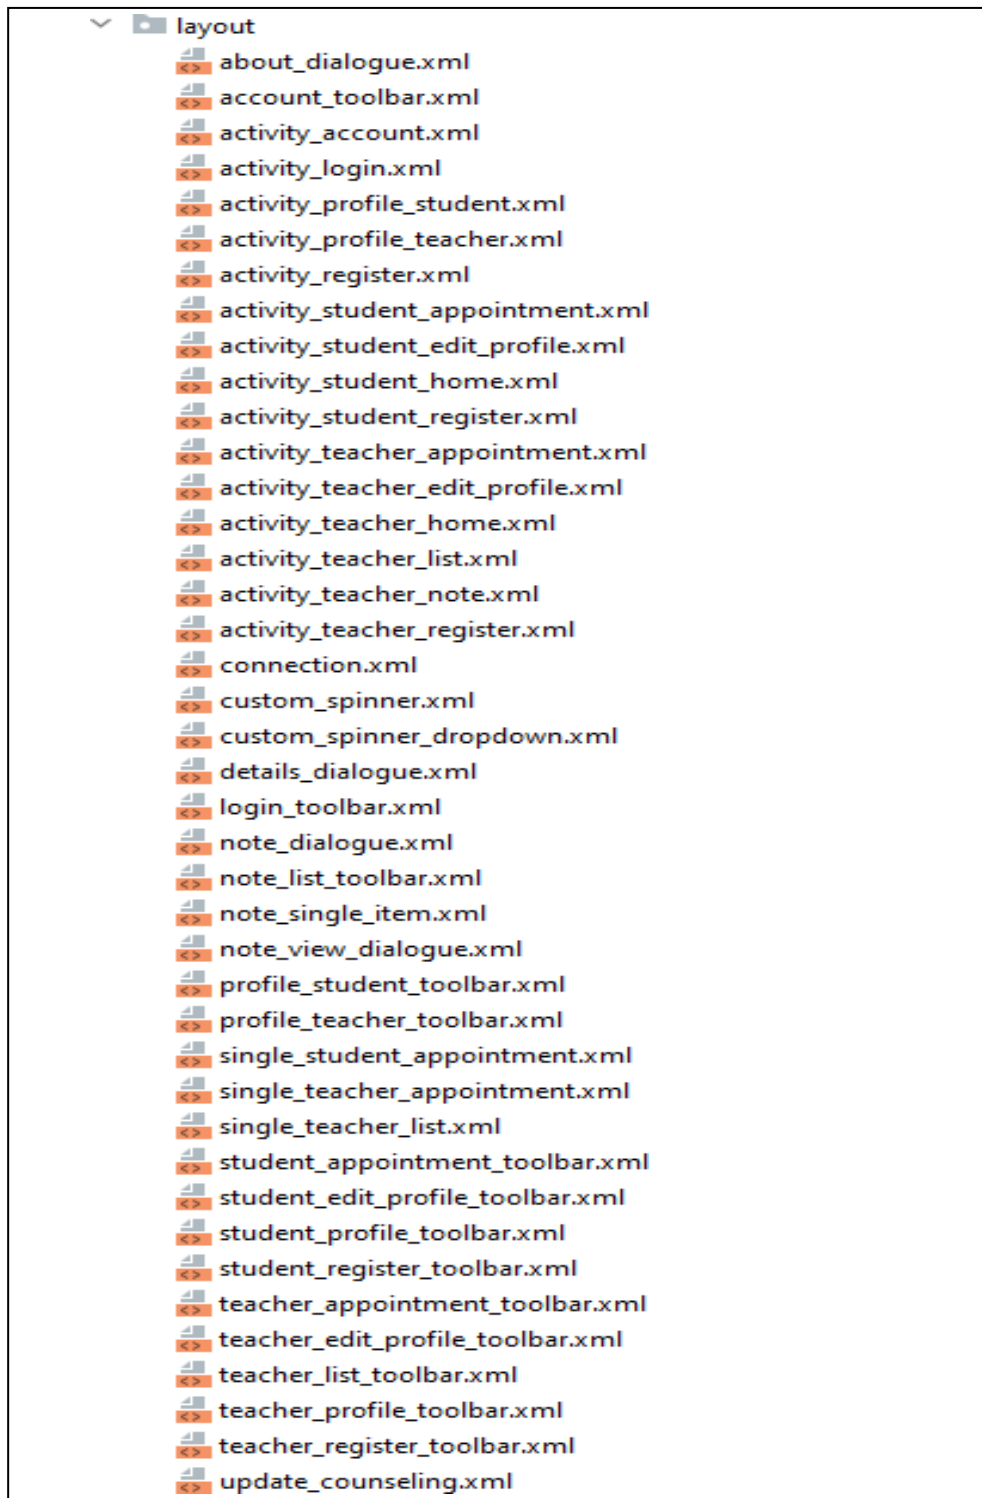 layout
about_dialogue.xml
account_toolbar.xml
activity_account.xml
activity_login.xml
activity_profile_student.xml
activity_profile_teacher.xml
activity_register.xml
activity_student_appointment.xml
activity_student_edit_profile.xml
activity_student_home.xml
activity_student_register.xml
activity_teacher_appointment.xml
activity_teacher_edit_profile.xml
activity_teacher_home.xml
activity_teacher_list.xml
activity_teacher_note.xml
activity_teacher_register.xml
connection.xml
custom_spinner.xml
custom_spinner_dropdown.xml
details_dialogue.xml
login_toolbar.xml
note_dialogue.xml
note_list_toolbar.xml
note_single_item.xml
note_view_dialogue.xml
profile_student_toolbar.xml
profile_teacher_toolbar.xml
single_student_appointment.xml
single_teacher_appointment.xml
single_teacher_list.xml
student_appointment_toolbar.xml
student_edit_profile_toolbar.xml
student_profile_toolbar.xml
student_register_toolbar.xml
teacher_appointment_toolbar.xml
teacher_edit_profile_toolbar.xml
teacher_list_toolbar.xml
teacher_profile_toolbar.xml
teacher_register_toolbar.xml
update_counseling.xml